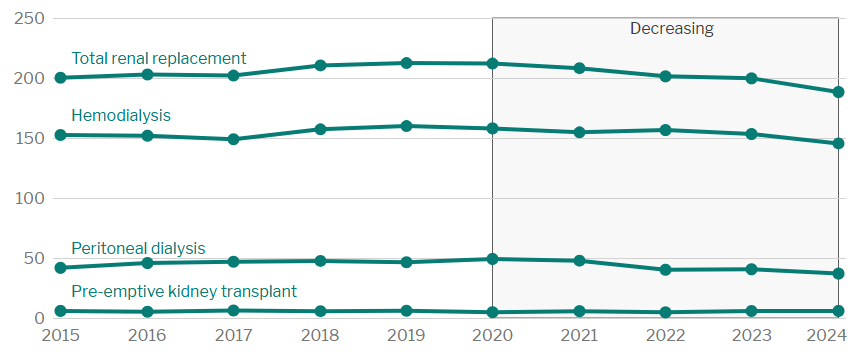 250
Decreasing
Total renal replacement
200
Hemodialysis
150
100
Peritoneal dialysis
50
Pre-emptive kidney transplant
0
2015 2016 2017 2018 2019 2020 2021 2022 2023 2024